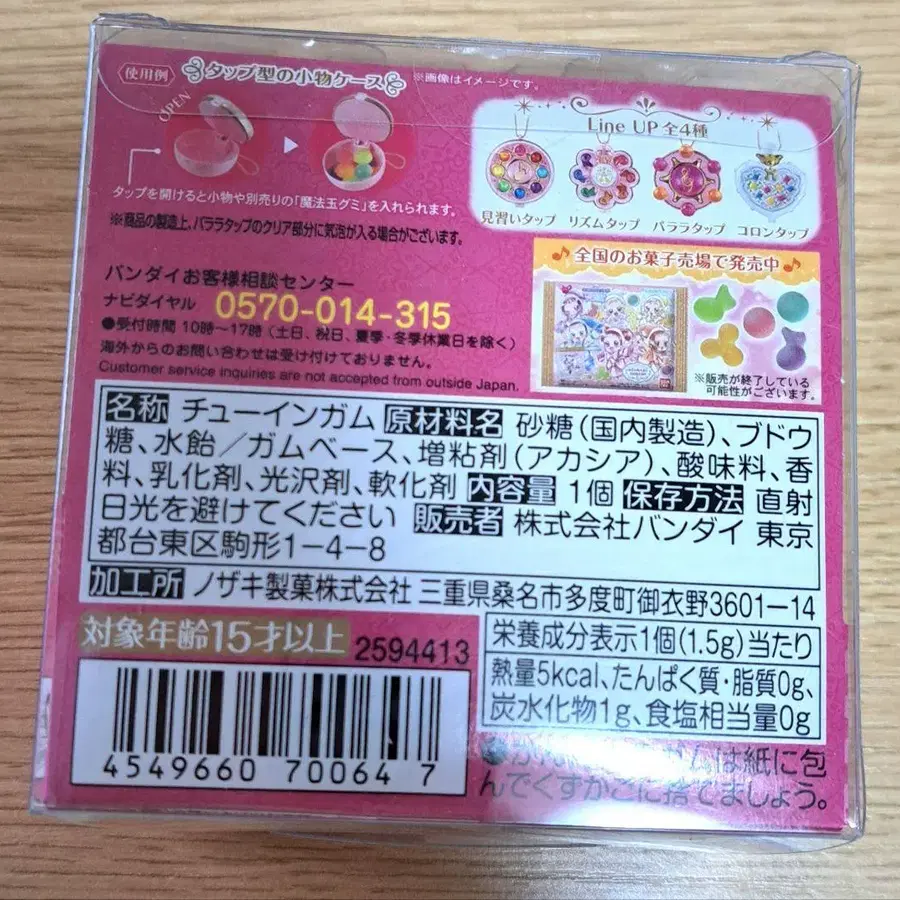 使用例 タップ型の小物ケース ※画像はイメージです。
OPEN
タップを開けると小物や別売りの「魔法玉グミ」を入れられます。
※商品の製造上、パララタップのクリア部分に気泡が入る場合がございます。
Line UP 全4種
見習いタップ リズムタップ パララタップ コロンタップ
バンダイお客様相談センター
ナビダイヤル 0570-014-315
●受付時間 10時〜17時（土日、祝日、夏季・冬季休業日を除く）
海外からのお問い合わせは受け付けておりません。
Customer service inquiries are not accepted from outside Japan.
全国のお菓子売場で発売中
※販売が終了している
可能性がございます。
名称 チューインガム 原材料名 砂糖（国内製造）、ブドウ
糖、水飴／ガムベース、増粘剤（アカシア）、酸味料、香
料、乳化剤、光沢剤、軟化剤 内容量 1個 保存方法 直射
日光を避けてください 販売者 株式会社バンダイ 東京
都台東区駒形1－4－8
加工所 ノザキ製菓株式会社 三重県桑名市多度町御衣野3601－14
対象年齢15才以上 2594413
栄養成分表示1個（1.5g）当たり
熱量5kcal、たんぱく質・脂質0g、
炭水化物1g、食塩相当量0g
4549660 70064 7
は紙に包
んでくずかごに捨てましょう。